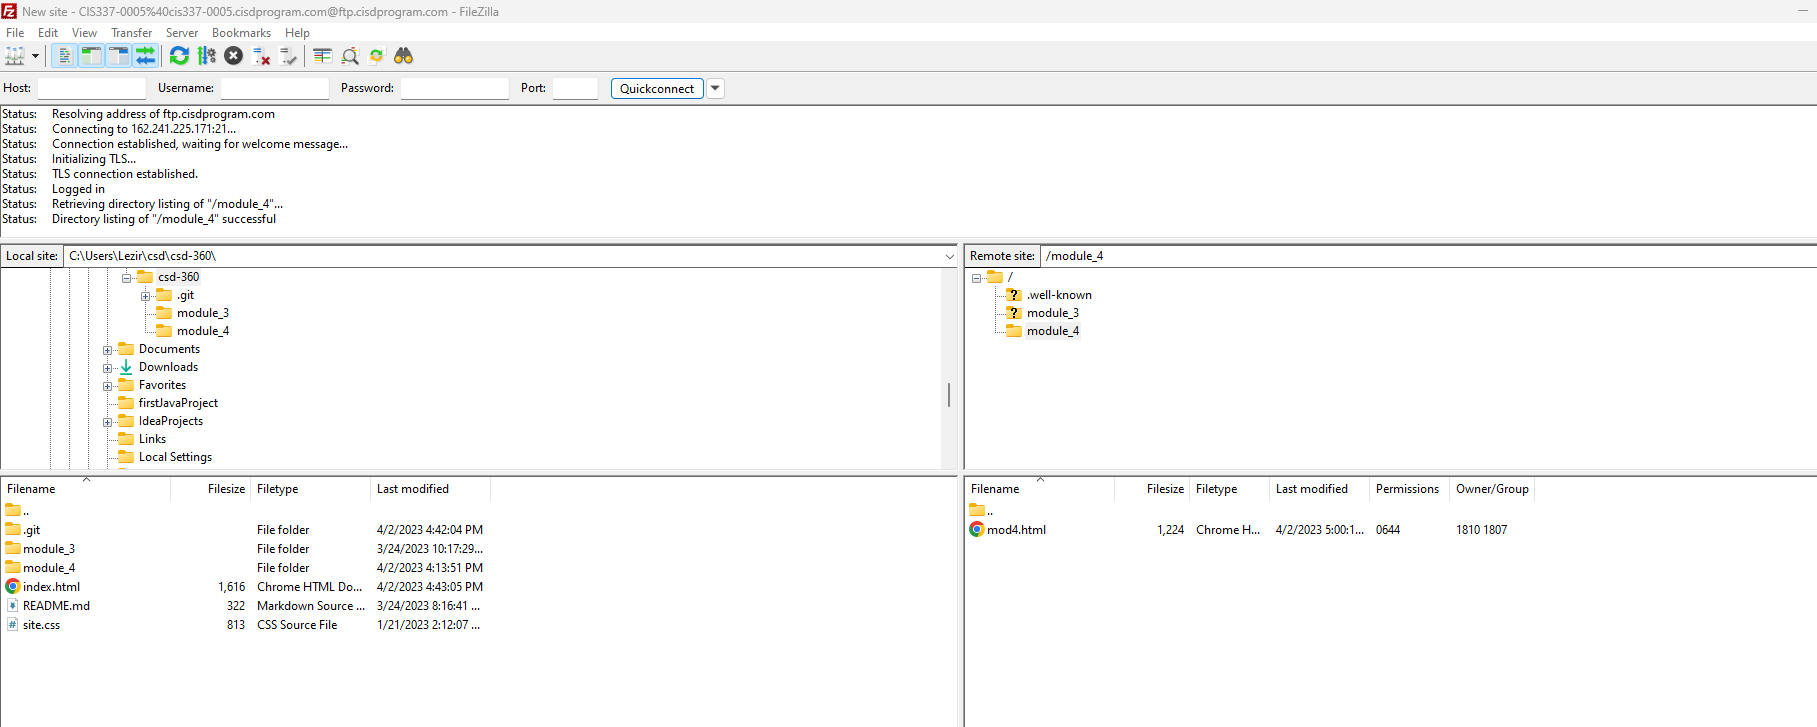 New site - CIS337-0005%40cis337-0005.cisdprogram.com@ftp.cisdprogram.com - FileZilla
File Edit View Transfer Server Bookmarks Help
Host: Username: Password: Port: Quickconnect
Status: Resolving address of ftp.cisdprogram.com
Status: Connecting to 162.241.225.171:21...
Status: Connection established, waiting for welcome message...
Status: Initializing TLS...
Status: TLS connection established.
Status: Logged in
Status: Retrieving directory listing of "/module_4"...
Status: Directory listing of "/module_4" successful
Local site: C:\Users\Lezir\csd\csd-360\
csd-360
.git
module_3
module_4
Documents
Downloads
Favorites
firstJavaProject
IdeaProjects
Links
Local Settings
Filename Filesize Filetype Last modified
..
.git File folder 4/2/2023 4:42:04 PM
module_3 File folder 3/24/2023 10:17:29...
module_4 File folder 4/2/2023 4:13:51 PM
index.html 1,616 Chrome HTML Do... 4/2/2023 4:43:05 PM
README.md 322 Markdown Source ... 3/24/2023 8:16:41 ...
site.css 813 CSS Source File 1/21/2023 2:12:07 ...
Remote site: /module_4
/
.well-known
module_3
module_4
Filename Filesize Filetype Last modified Permissions Owner/Group
..
mod4.html 1,224 Chrome H... 4/2/2023 5:00:1... 0644 1810 1807